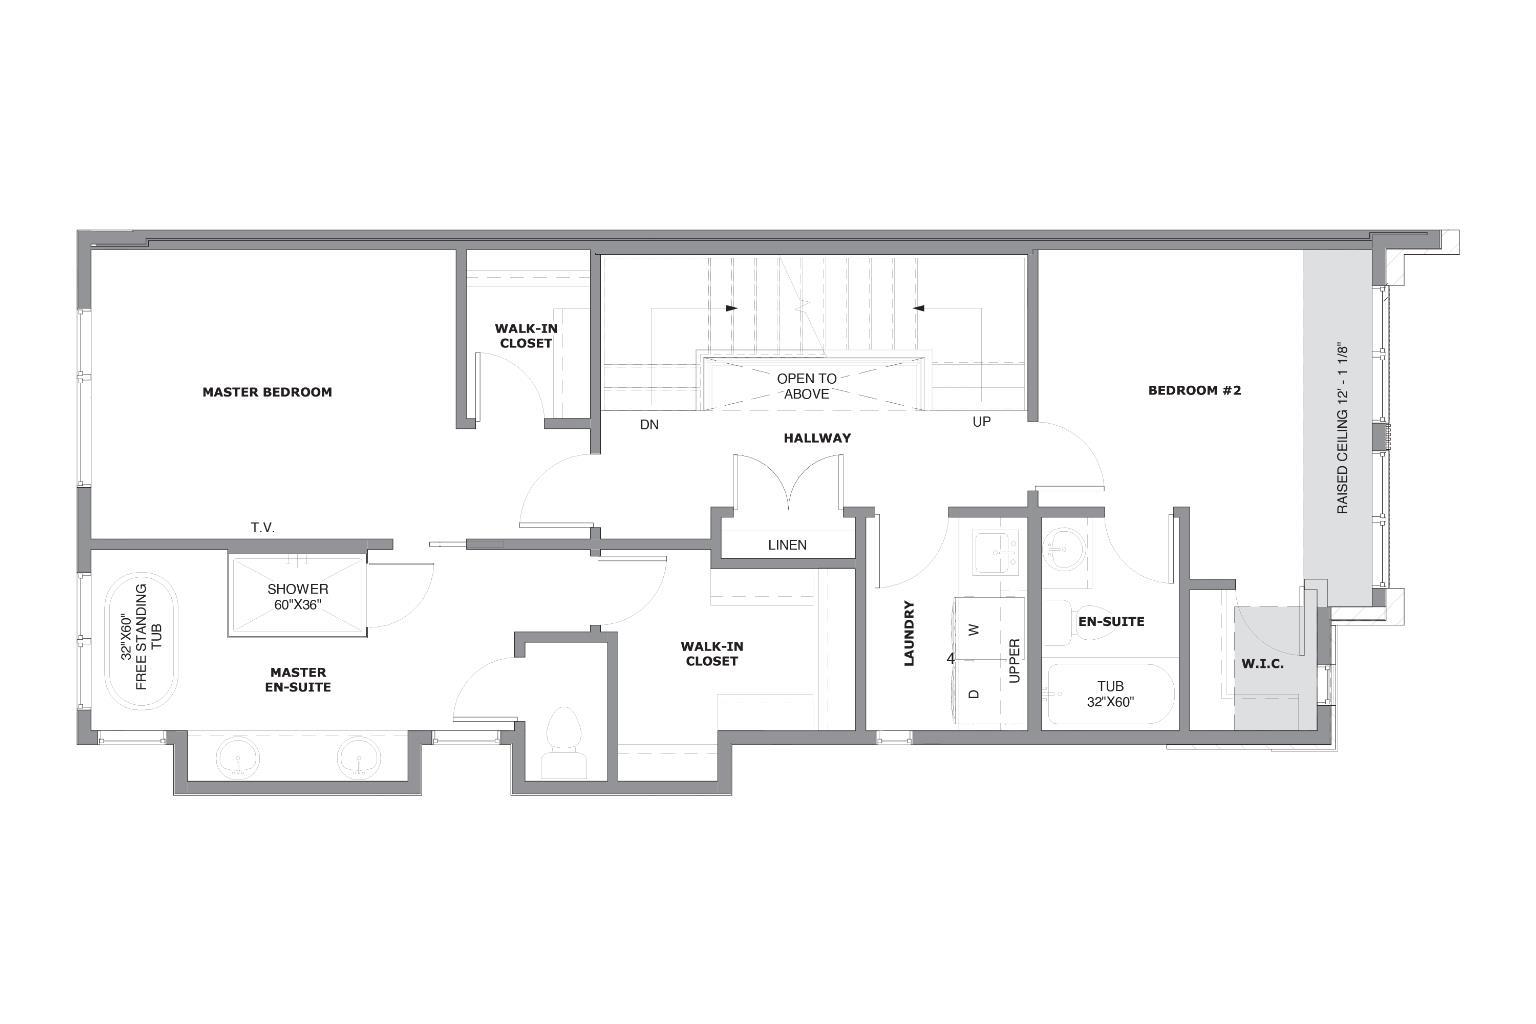 WALK-IN
CLOSET
MASTER BEDROOM
OPEN TO
ABOVE
BEDROOM #2
RAISED CEILING 12' - 1 1/8"
DN
UP
HALLWAY
T.V.
LINEN
SHOWER
60"X36"
32"X60"
FREE STANDING
TUB
MASTER
EN-SUITE
WALK-IN
CLOSET
LAUNDRY
W
4
D
UPPER
EN-SUITE
TUB
32"X60"
W.I.C.